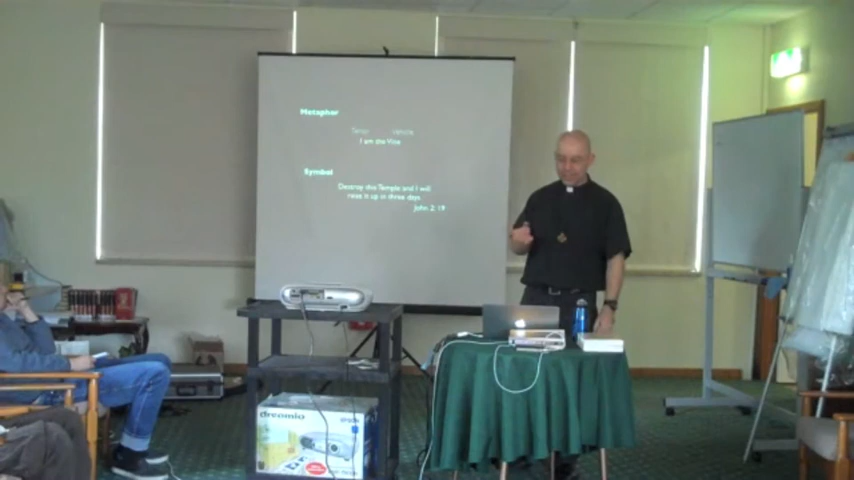 Metaphor
Tenor Vehicle
I am the Vine
Symbol
Destroy this Temple and I will
raise it up in three days.
John 2: 19
dreamio